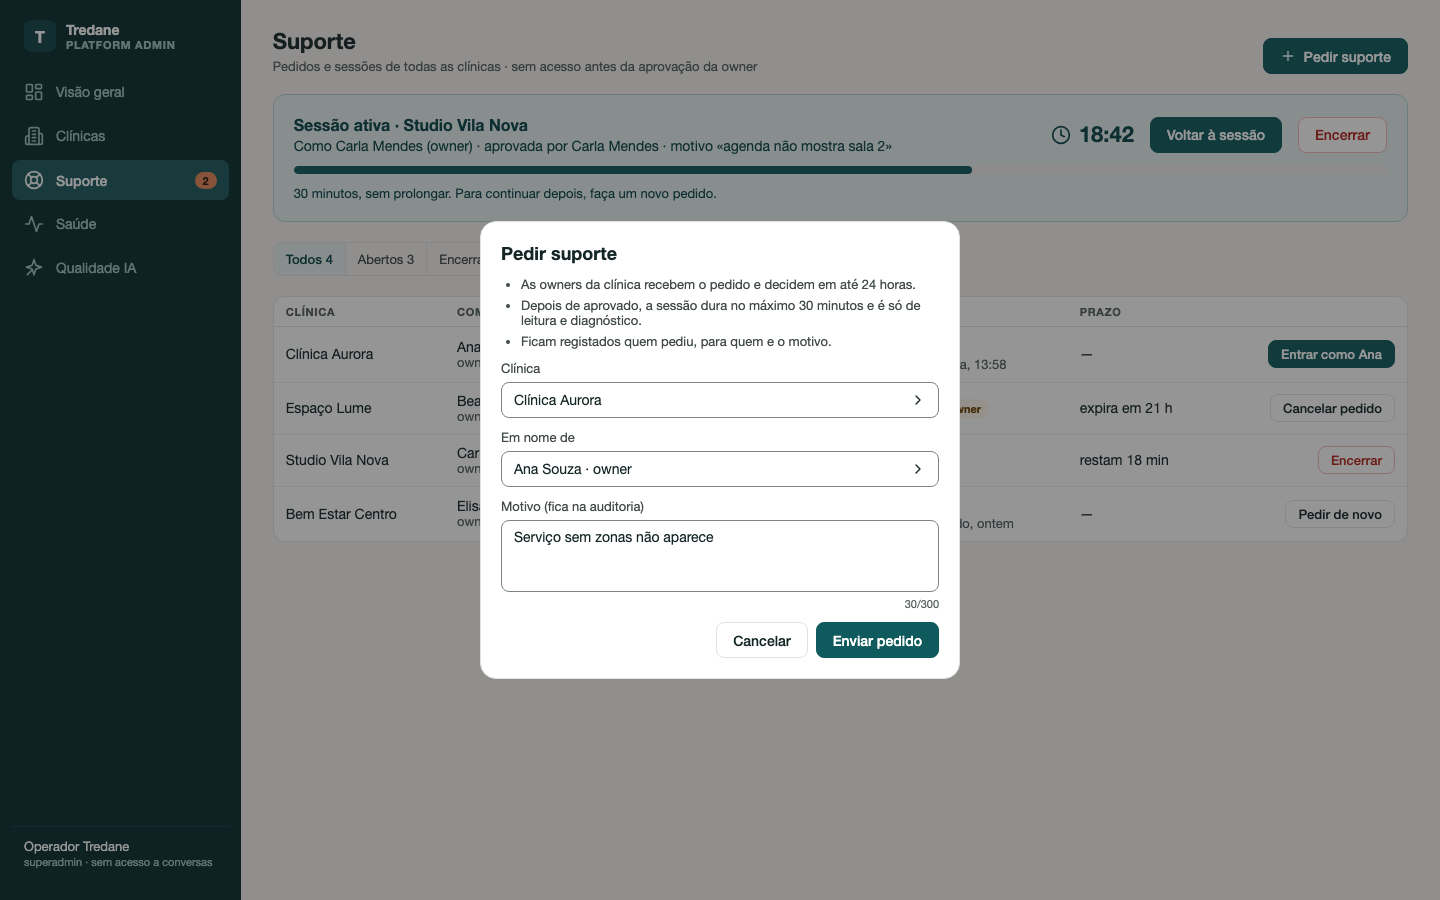 T
Tredane
PLATFORM ADMIN
Visão geral
Clínicas
Suporte
2
Saúde
Qualidade IA
Operador Tredane
superadmin · sem acesso a conversas
Suporte
Pedidos e sessões de todas as clínicas · sem acesso antes da aprovação da owner
+ Pedir suporte
Sessão ativa · Studio Vila Nova
Como Carla Mendes (owner) · aprovada por Carla Mendes · motivo «agenda não mostra sala 2»
18:42
Voltar à sessão
Encerrar
30 minutos, sem prolongar. Para continuar depois, faça um novo pedido.
Todos 4
Abertos 3
CLÍNICA
PRAZO
Clínica Aurora
Ana
13:58
—
Entrar como Ana
Espaço Lume
expira em 21 h
Cancelar pedido
Studio Vila Nova
restam 18 min
Encerrar
Bem Estar Centro
ontem
—
Pedir de novo
Pedir suporte
• As owners da clínica recebem o pedido e decidem em até 24 horas.
• Depois de aprovado, a sessão dura no máximo 30 minutos e é só de
leitura e diagnóstico.
• Ficam registados quem pediu, para quem e o motivo.
Clínica
Clínica Aurora
Em nome de
Ana Souza · owner
Motivo (fica na auditoria)
Serviço sem zonas não aparece
30/300
Cancelar
Enviar pedido